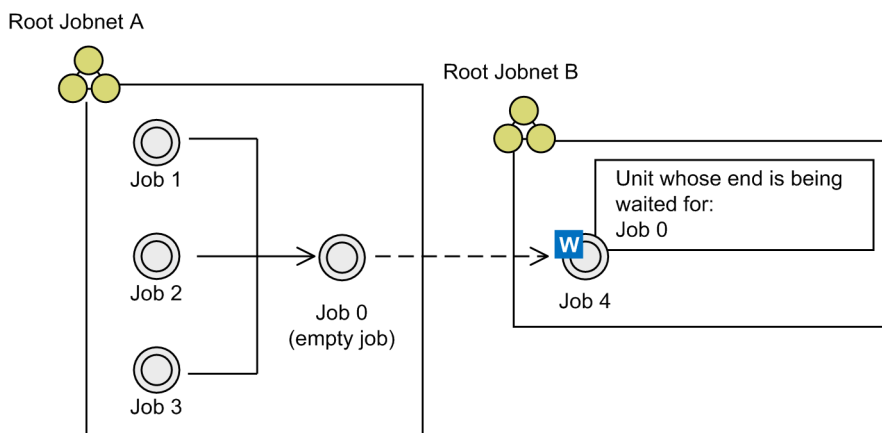 Root Jobnet A
Root Jobnet B
Job 1
Unit whose end is being
waited for:
Job 0
W
Job 2
Job 4
Job 0
(empty job)
Job 3